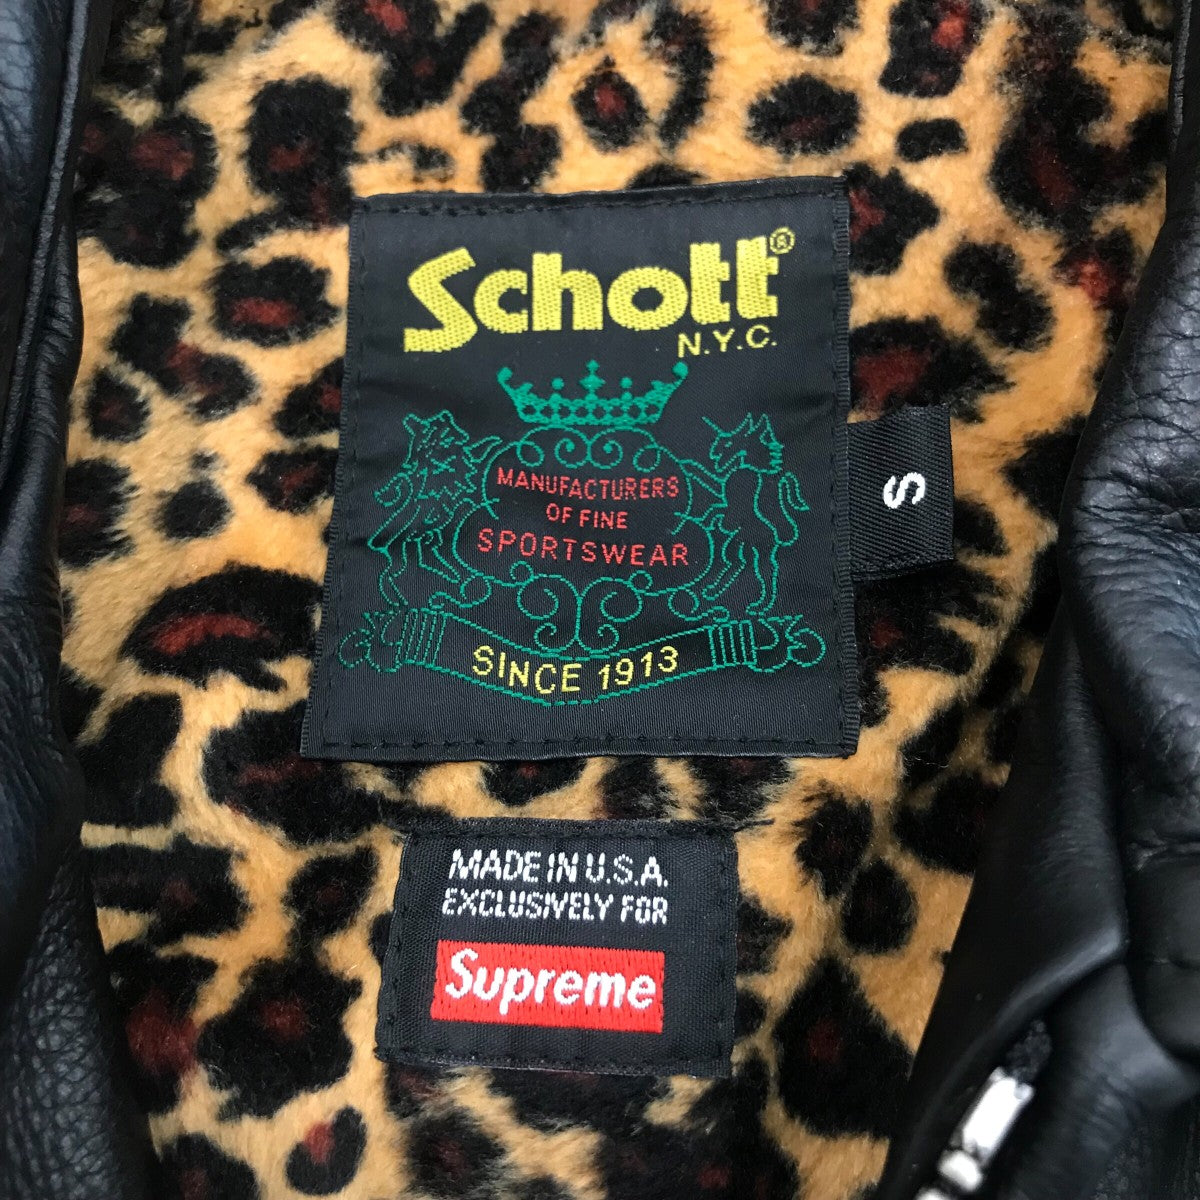 Schott®
N.Y.C.
MANUFACTURERS
OF FINE
SPORTSWEAR
SINCE 1913
S
MADE IN U.S.A.
EXCLUSIVELY FOR
Supreme